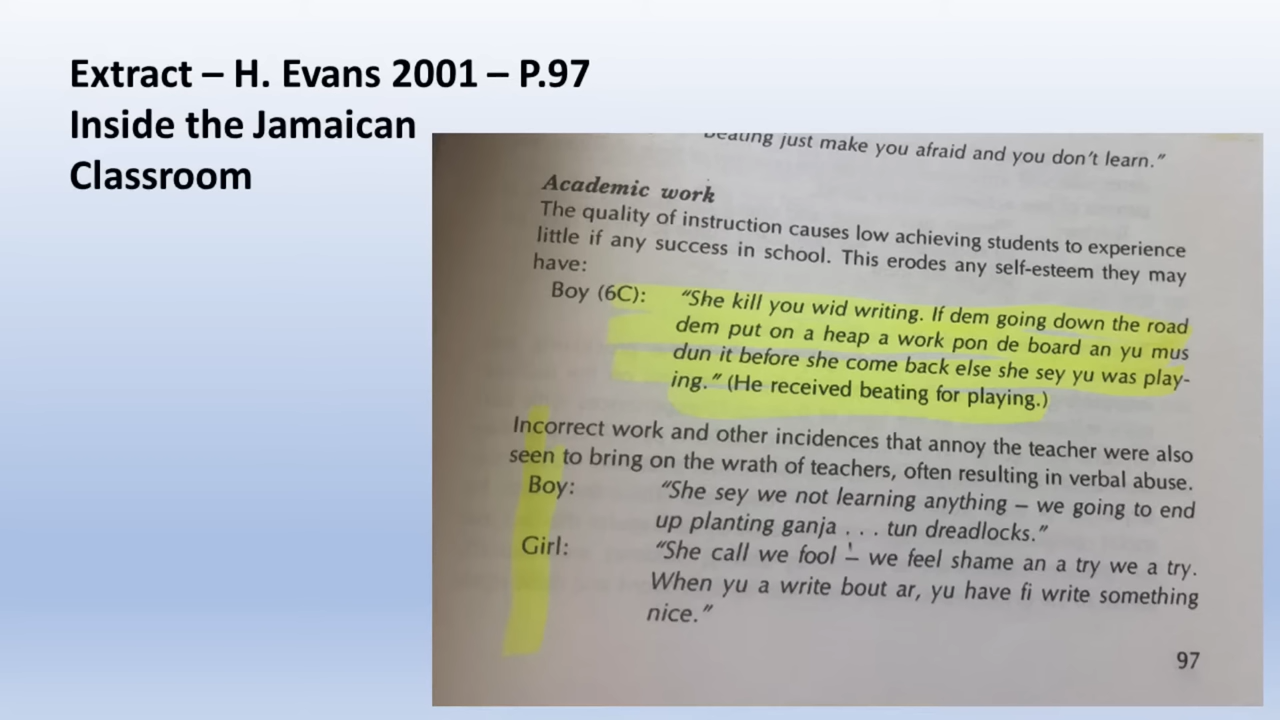 Extract – H. Evans 2001 – P.97
Inside the Jamaican
Classroom
beating just make you afraid and you don't learn."
Academic work
The quality of instruction causes low achieving students to experience
little if any success in school. This erodes any self-esteem they may
have:
Boy (6C): "She kill you wid writing. If dem going down the road
dem put on a heap a work pon de board an yu mus
dun it before she come back else she sey yu was play-
ing." (He received beating for playing.)
Incorrect work and other incidences that annoy the teacher were also
seen to bring on the wrath of teachers, often resulting in verbal abuse.
Boy: "She sey we not learning anything – we going to end
up planting ganja . . . tun dreadlocks."
Girl: "She call we fool – we feel shame an a try we a try.
When yu a write bout ar, yu have fi write something
nice."
97